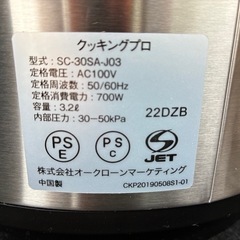 クッキングプロ
型式：SC-30SA-J03
定格電圧：AC100V
定格周波数：50/60Hz
定格消費電力：700W
容量：3.2ℓ
内部圧力：30−50kPa
22DZB
PS
E
PS
C
S
JET
株式会社オークローンマーケティング
中国製
CKP20190508S1-01